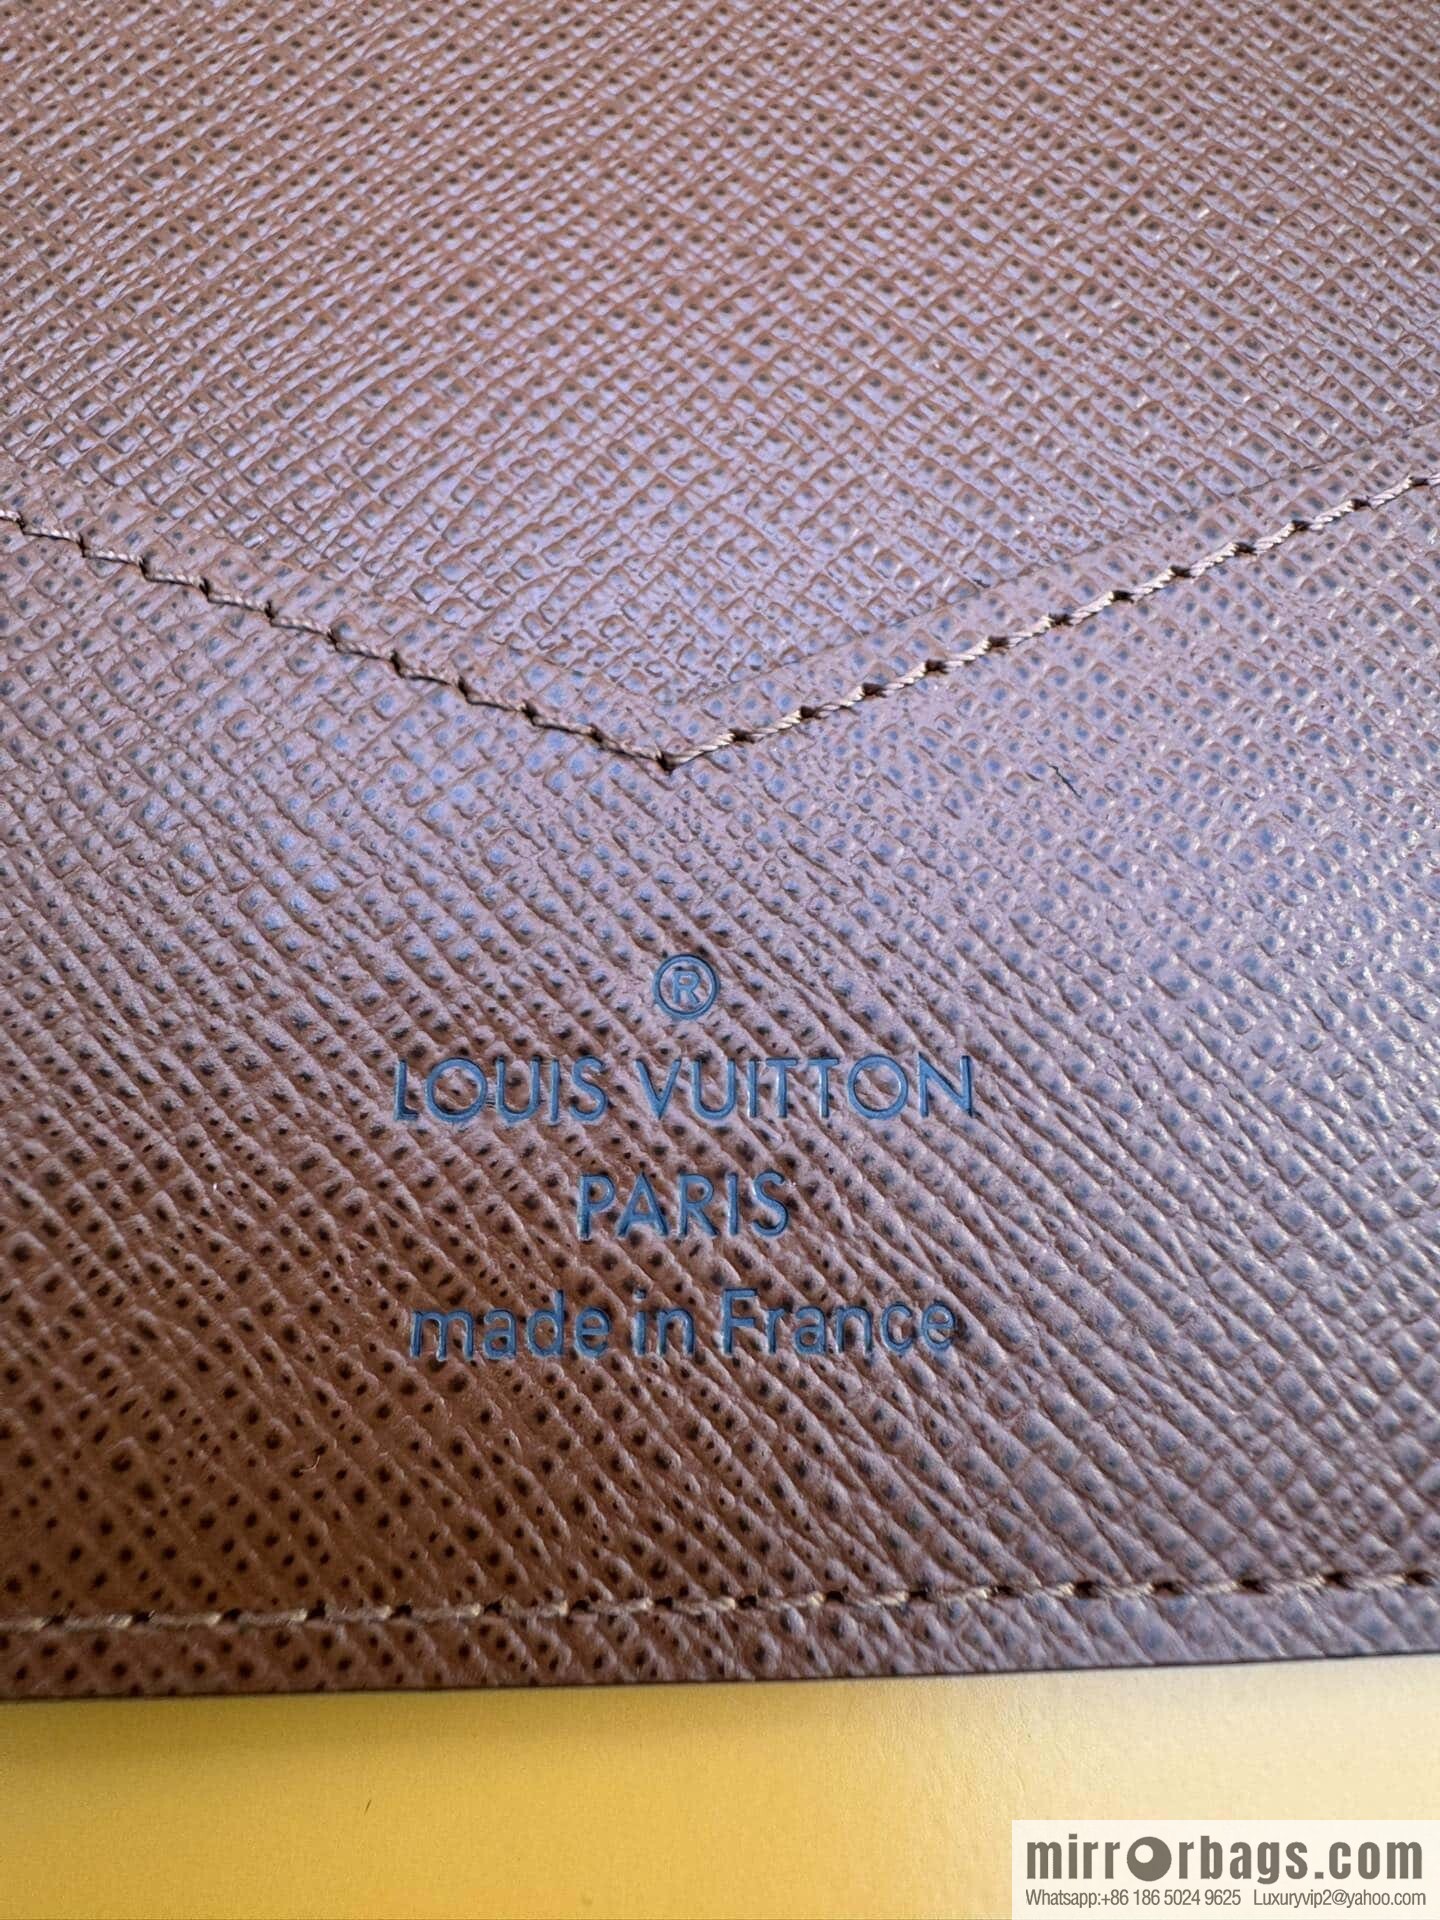 ®
LOUIS VUITTON
PARIS
made in France
mirrorbags.com
Whatsapp:+86 186 5024 9625 Luxuryvip2@yahoo.com